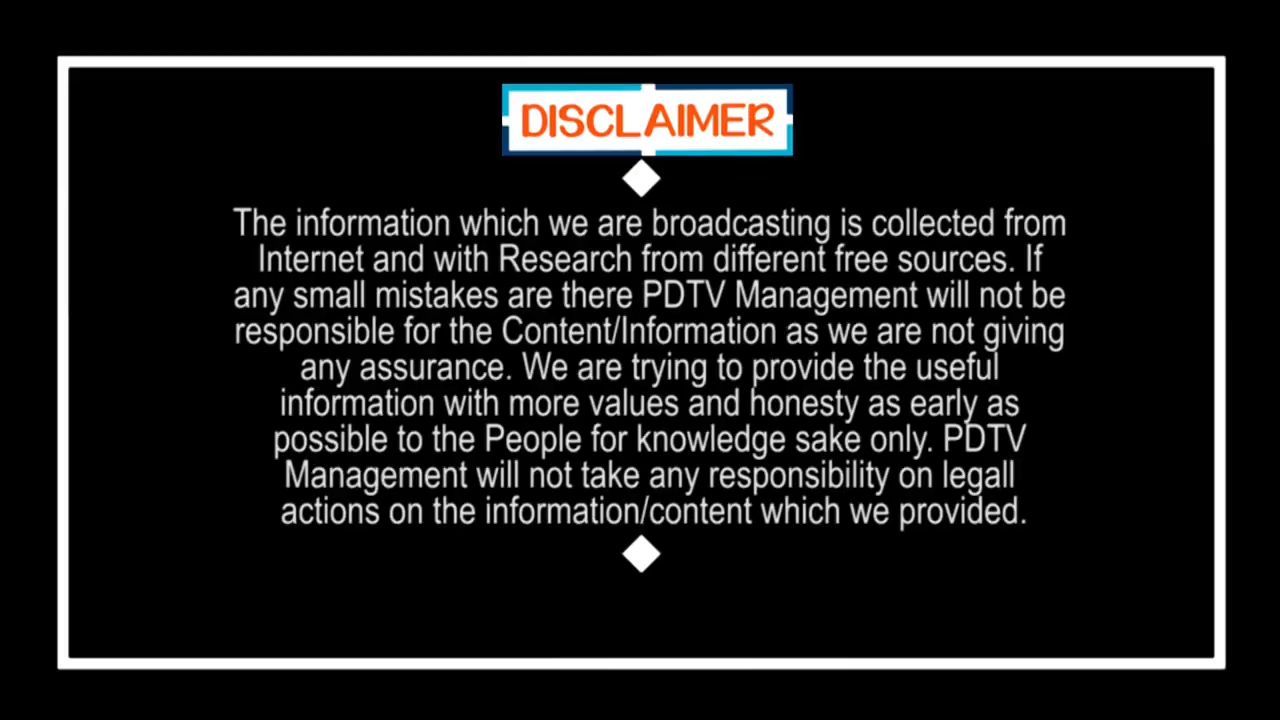 DISCLAIMER
The information which we are broadcasting is collected from
Internet and with Research from different free sources. If
any small mistakes are there PDTV Management will not be
responsible for the Content/Information as we are not giving
any assurance. We are trying to provide the useful
information with more values and honesty as early as
possible to the People for knowledge sake only. PDTV
Management will not take any responsibility on legall
actions on the information/content which we provided.